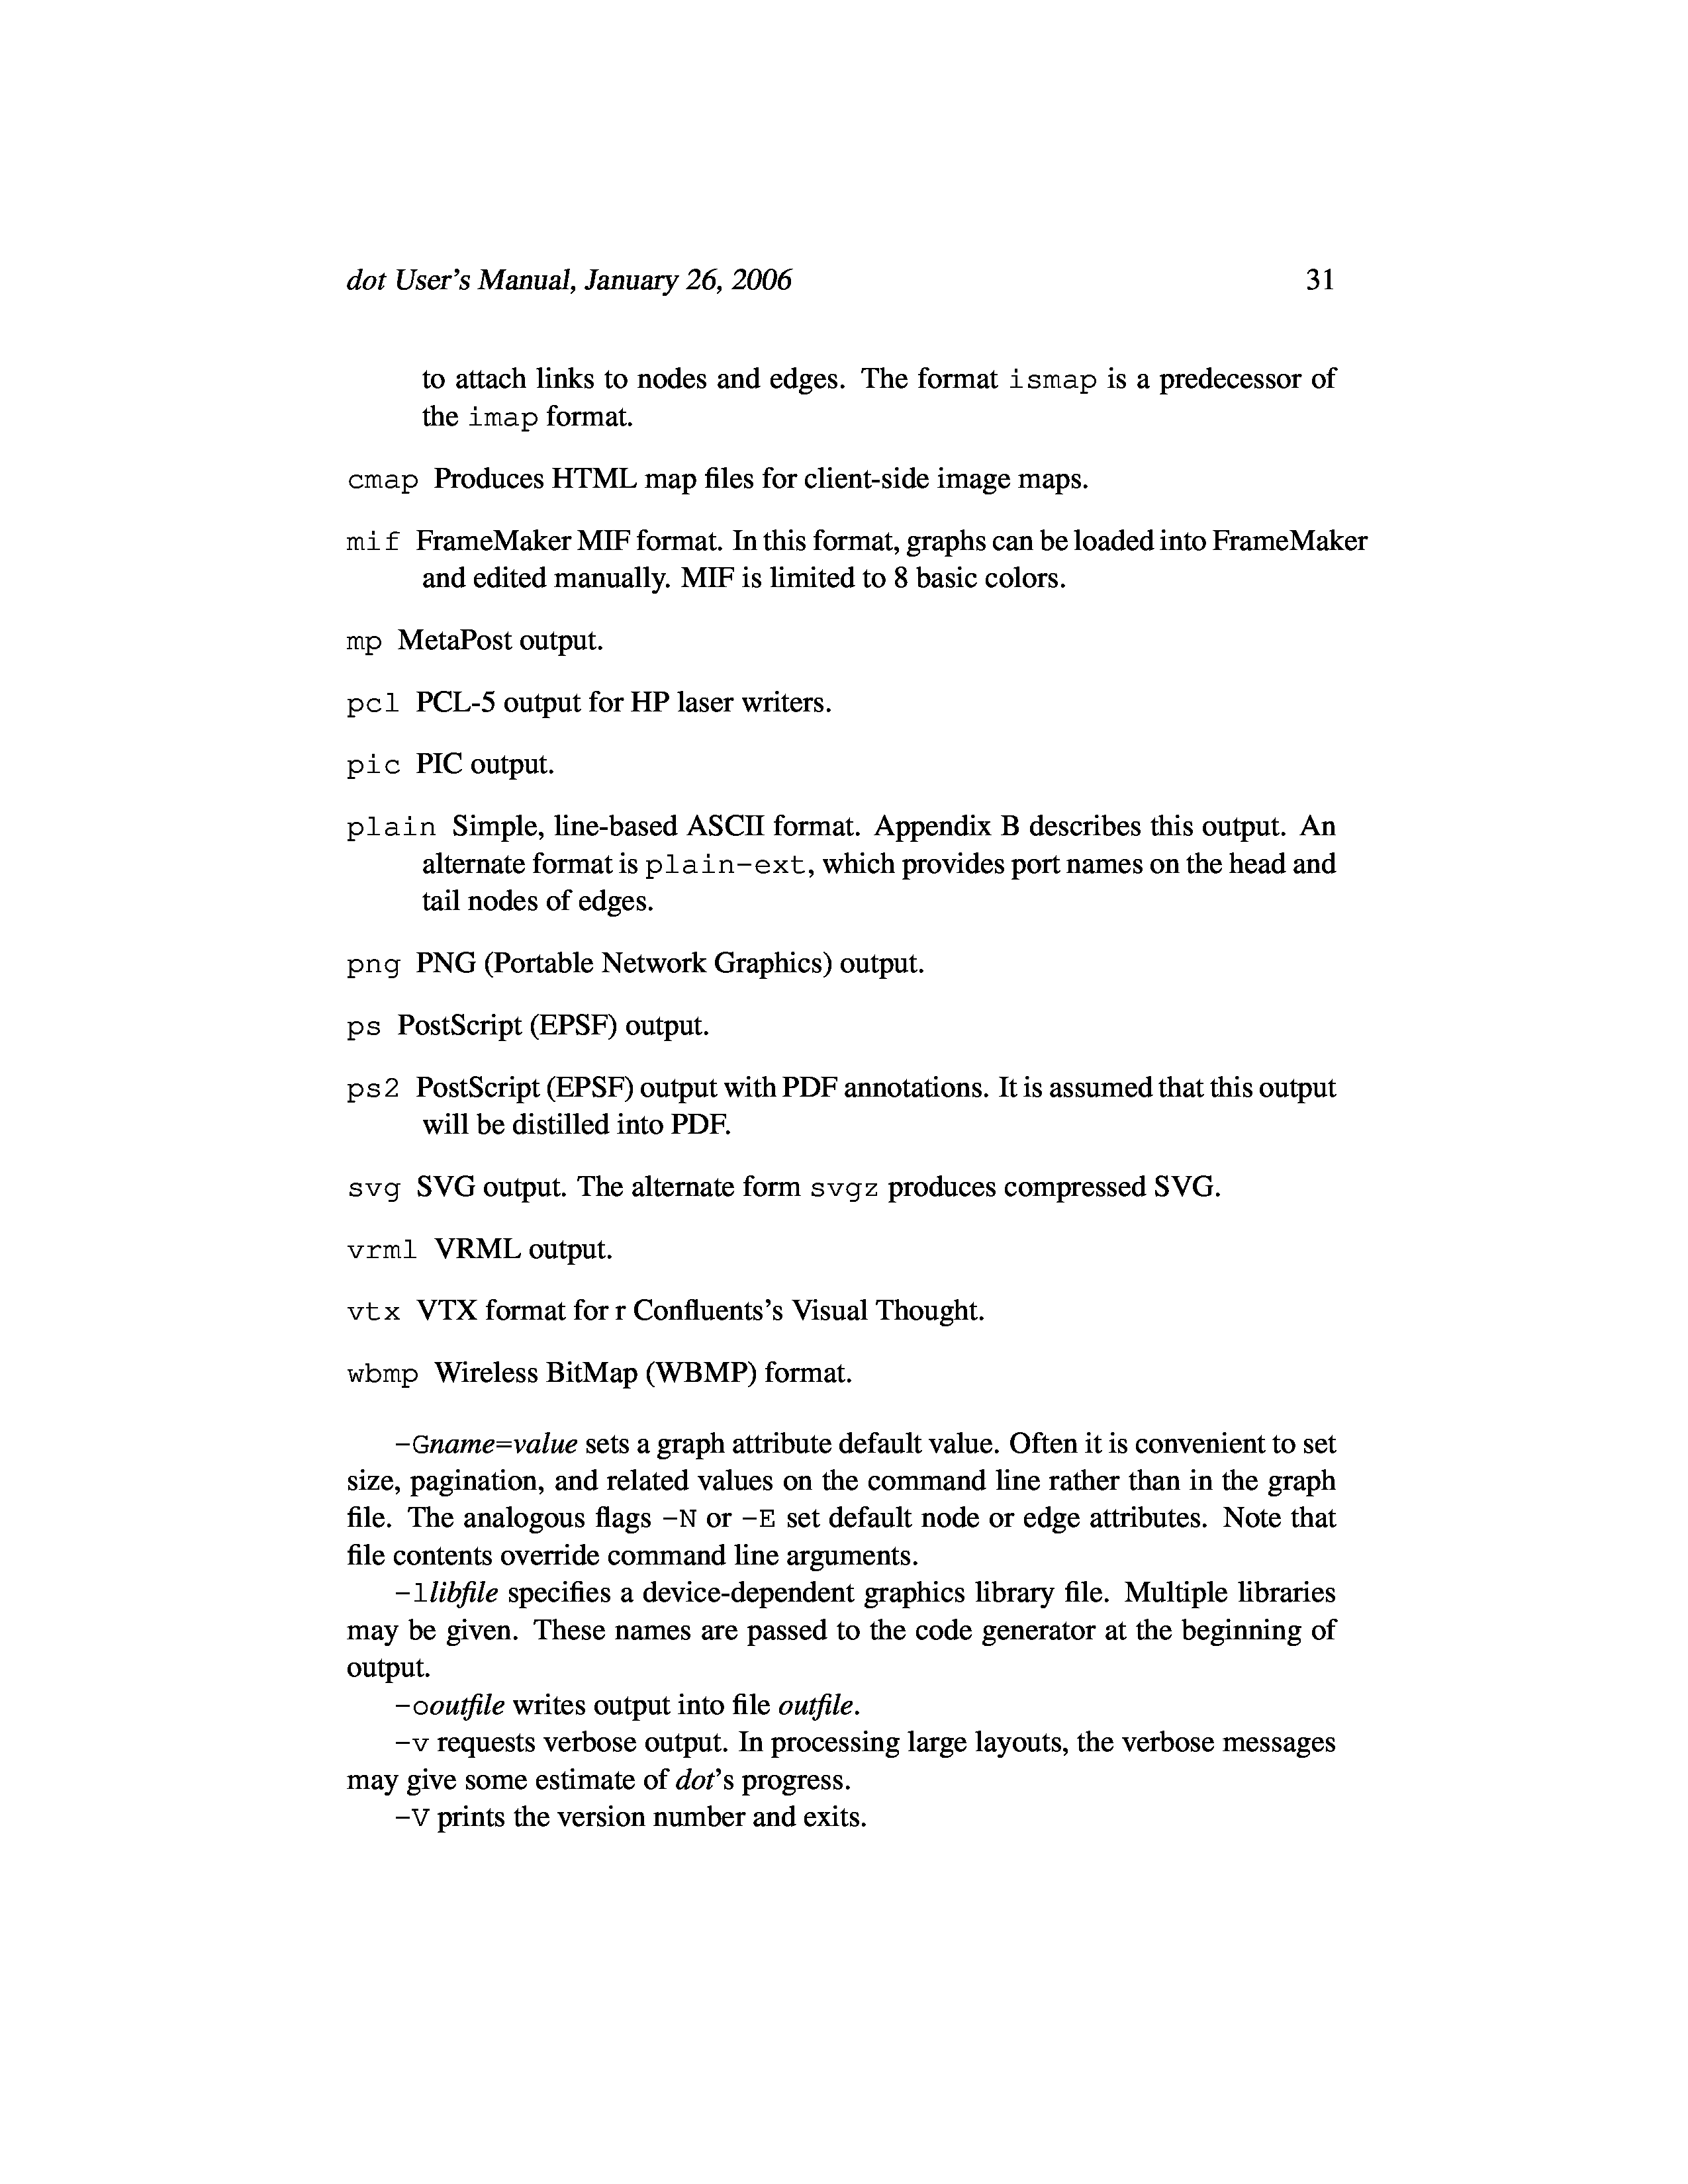 dot User's Manual, January 26, 2006 31
to attach links to nodes and edges. The format ismap is a predecessor of
the imap format.
cmap Produces HTML map files for client-side image maps.
mif FrameMaker MIF format. In this format, graphs can be loaded into FrameMaker
and edited manually. MIF is limited to 8 basic colors.
mp MetaPost output.
pcl PCL-5 output for HP laser writers.
pic PIC output.
plain Simple, line-based ASCII format. Appendix B describes this output. An
alternate format is plain-ext, which provides port names on the head and
tail nodes of edges.
png PNG (Portable Network Graphics) output.
ps PostScript (EPSF) output.
ps2 PostScript (EPSF) output with PDF annotations. It is assumed that this output
will be distilled into PDF.
svg SVG output. The alternate form svgz produces compressed SVG.
vrml VRML output.
vtx VTX format for r Confluents's Visual Thought.
wbmp Wireless BitMap (WBMP) format.
-Gname=value sets a graph attribute default value. Often it is convenient to set
size, pagination, and related values on the command line rather than in the graph
file. The analogous flags -N or -E set default node or edge attributes. Note that
file contents override command line arguments.
-llibfile specifies a device-dependent graphics library file. Multiple libraries
may be given. These names are passed to the code generator at the beginning of
output.
-ooutfile writes output into file outfile.
-v requests verbose output. In processing large layouts, the verbose messages
may give some estimate of dot's progress.
-V prints the version number and exits.